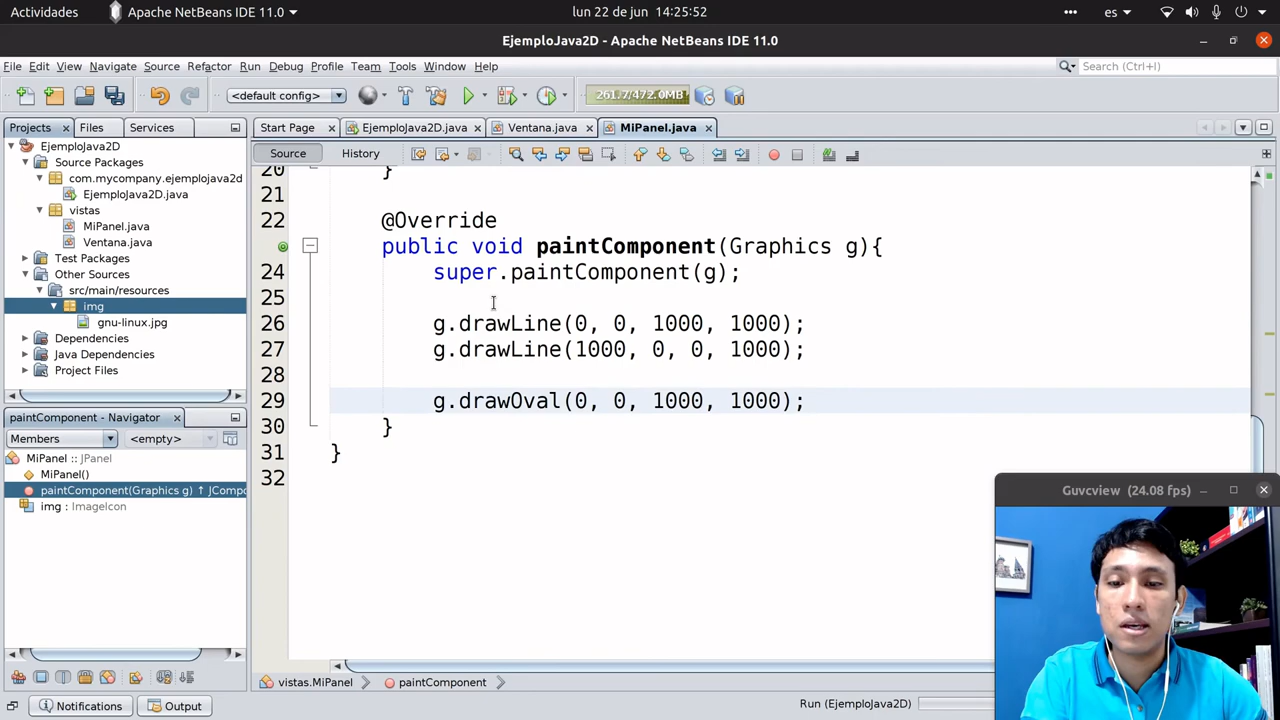 Actividades Apache NetBeans IDE 11.0 lun 22 de jun 14:25:52 es
EjemploJava2D - Apache NetBeans IDE 11.0
File Edit View Navigate Source Refactor Run Debug Profile Team Tools Window Help Search (Ctrl+I)
<default config> 261.7/472.0MB
Projects Files Services Start Page EjemploJava2D.java Ventana.java MiPanel.java
EjemploJava2D
Source History
Source Packages
com.mycompany.ejemplojava2d
EjemploJava2D.java
vistas
MiPanel.java
Ventana.java
Test Packages
Other Sources
src/main/resources
img
gnu-linux.jpg
Dependencies
Java Dependencies
Project Files
20 }
21
22 @Override
public void paintComponent(Graphics g){
24 super.paintComponent(g);
25
26 g.drawLine(0, 0, 1000, 1000);
27 g.drawLine(1000, 0, 0, 1000);
28
29 g.drawOval(0, 0, 1000, 1000);
30 }
31 }
32
paintComponent - Navigator
Members <empty>
MiPanel :: JPanel
MiPanel()
paintComponent(Graphics g) ↑ JCompo
img : ImageIcon
Guvcview (24.08 fps)
vistas.MiPanel paintComponent
Notifications Output Run (EjemploJava2D)